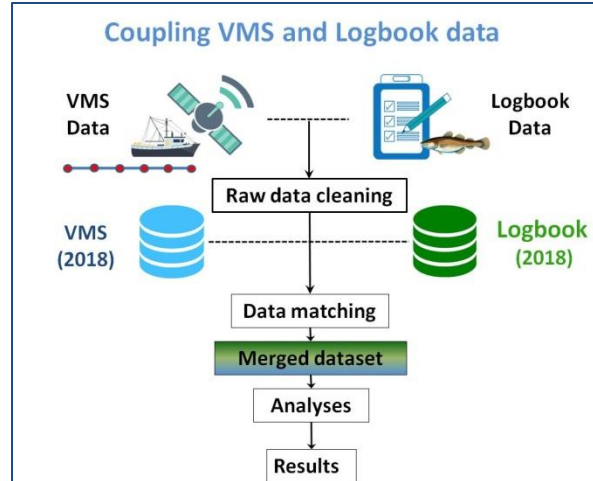 Coupling VMS and Logbook data
VMS
Data
Logbook
Data
Raw data cleaning
VMS
(2018)
Logbook
(2018)
Data matching
Merged dataset
Analyses
Results